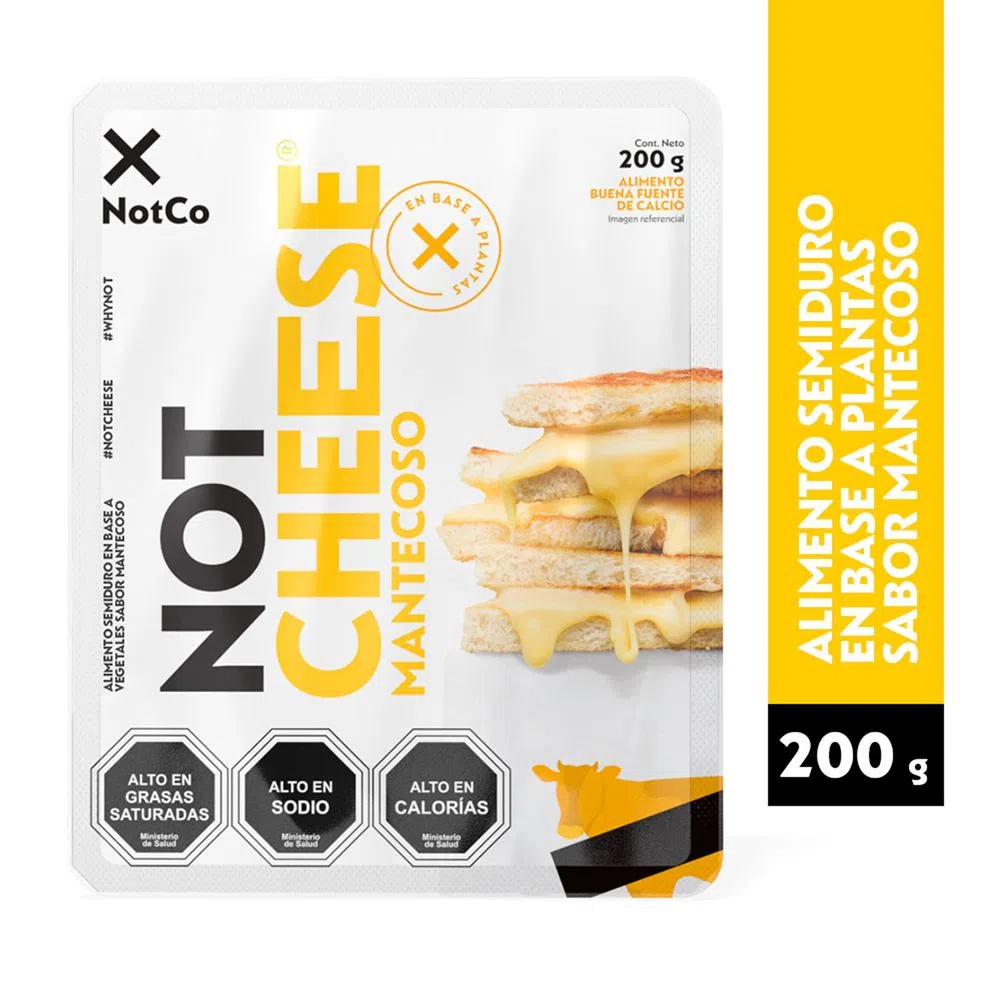 NotCo
#WHYNOT
#NOTCHEESE
ALIMENTO SEMIDURO EN BASE A
VEGETALES SABOR MANTECOSO
NOT
CHEESE®
MANTECOSO
EN BASE A PLANTAS
Cont. Neto
200 g
ALIMENTO
BUENA FUENTE
DE CALCIO
Imagen referencial
ALTO EN
GRASAS
SATURADAS
Ministerio
de Salud
ALTO EN
SODIO
Ministerio
de Salud
ALTO EN
CALORÍAS
Ministerio
de Salud
ALIMENTO SEMIDURO
EN BASE A PLANTAS
SABOR MANTECOSO
200 g